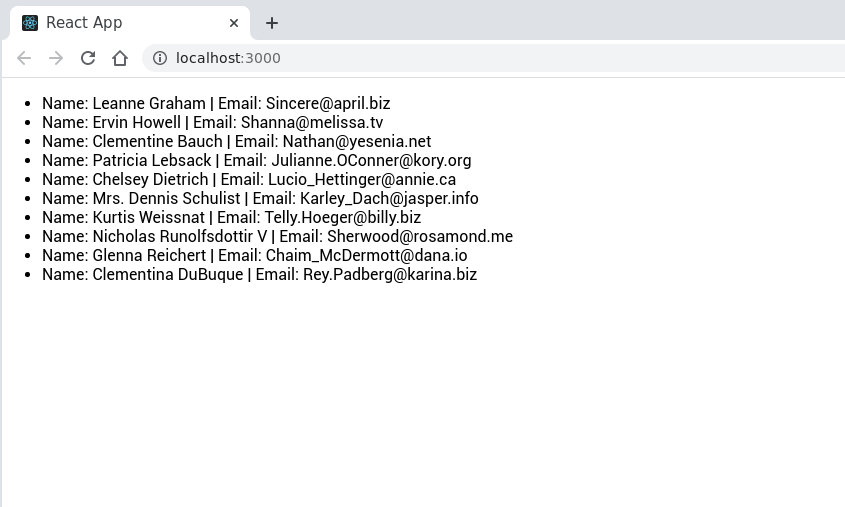 React App
localhost:3000
Name: Leanne Graham | Email: Sincere@april.biz
Name: Ervin Howell | Email: Shanna@melissa.tv
Name: Clementine Bauch | Email: Nathan@yesenia.net
Name: Patricia Lebsack | Email: Julianne.OConner@kory.org
Name: Chelsey Dietrich | Email: Lucio_Hettinger@annie.ca
Name: Mrs. Dennis Schulist | Email: Karley_Dach@jasper.info
Name: Kurtis Weissnat | Email: Telly.Hoeger@billy.biz
Name: Nicholas Runolfsdottir V | Email: Sherwood@rosamond.me
Name: Glenna Reichert | Email: Chaim_McDermott@dana.io
Name: Clementina DuBuque | Email: Rey.Padberg@karina.biz